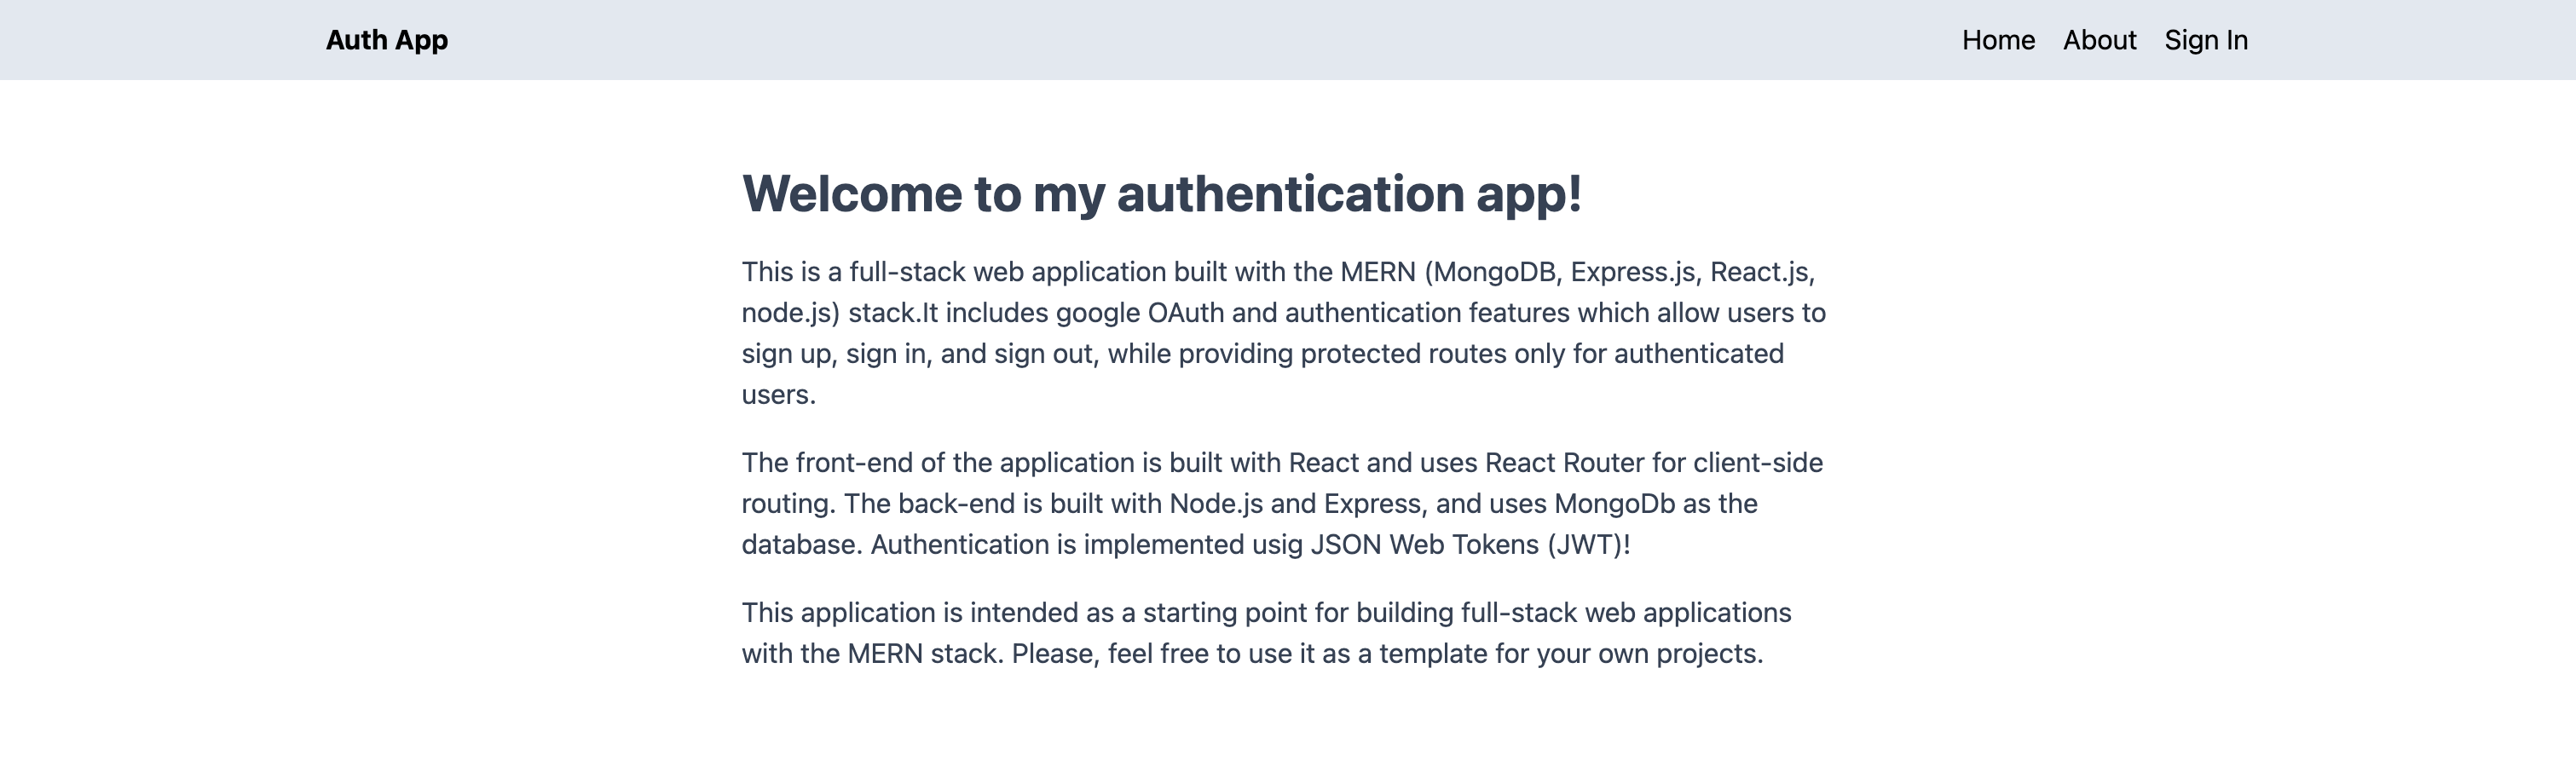 Auth App
Home About Sign In
Welcome to my authentication app!
This is a full-stack web application built with the MERN (MongoDB, Express.js, React.js,
node.js) stack.It includes google OAuth and authentication features which allow users to
sign up, sign in, and sign out, while providing protected routes only for authenticated
users.
The front-end of the application is built with React and uses React Router for client-side
routing. The back-end is built with Node.js and Express, and uses MongoDb as the
database. Authentication is implemented usig JSON Web Tokens (JWT)!
This application is intended as a starting point for building full-stack web applications
with the MERN stack. Please, feel free to use it as a template for your own projects.